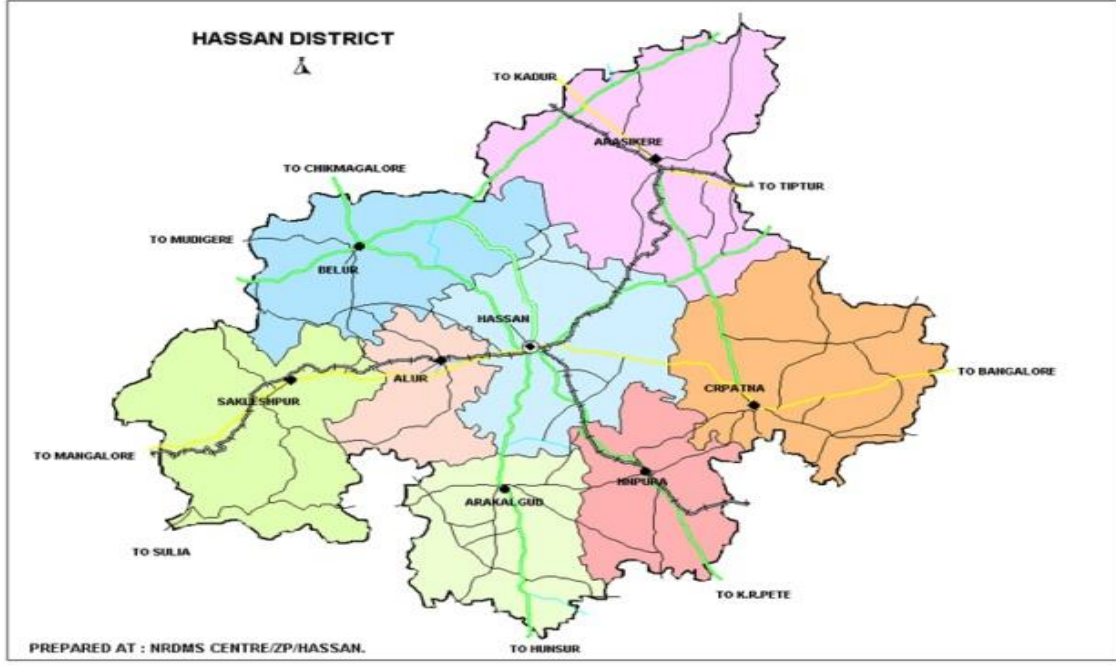 HASSAN DISTRICT
TO KADUR
ARASIKERE
TO CHIKMAGALORE
TO TIPTUR
TO MUDIGERE
BELUR
HASSAN
TO BANGALORE
ALUR
CRPATNA
SAKLESHPUR
TO MANGALORE
HNPURA
ARAKALGUD
TO SULIA
TO K.R.PETE
PREPARED AT : NRDMS CENTRE/ZP/HASSAN.
TO HUNSUR